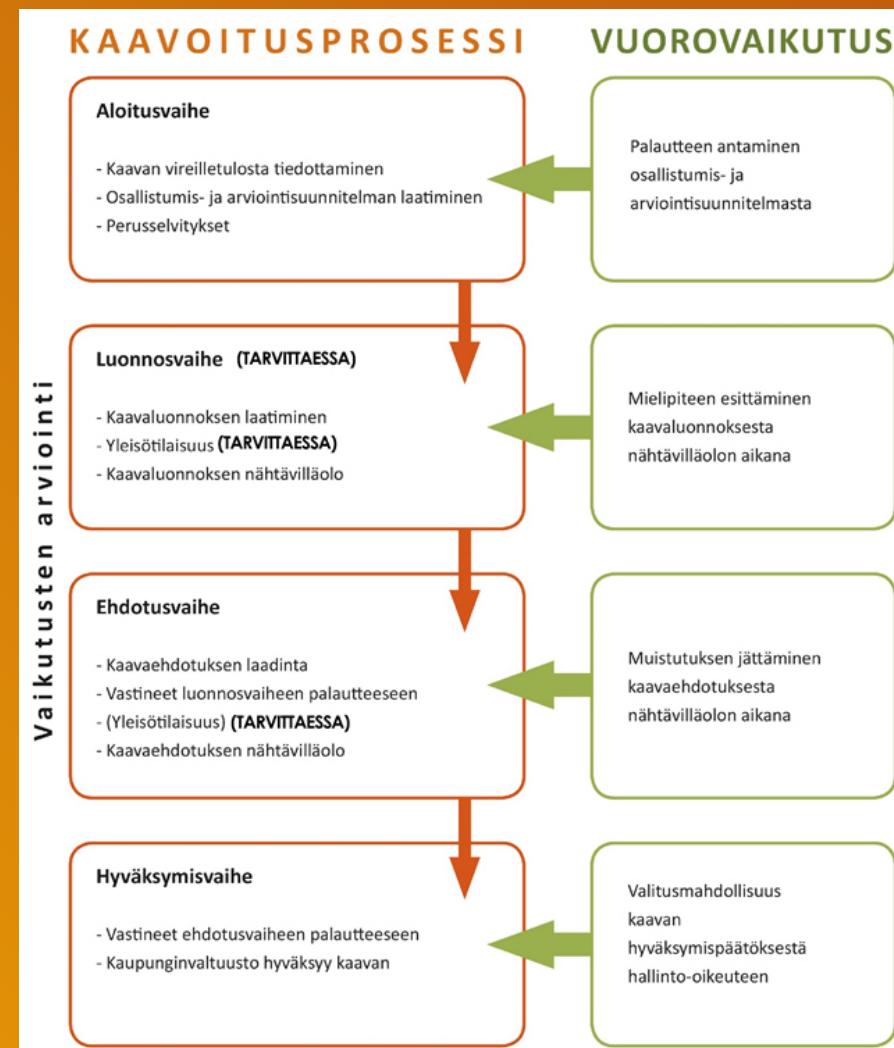 KAAVOITUSPROSESSI
VUOROVAIKUTUS
Vaikutusten arviointi
Aloitusvaihe
- Kaavan vireilletulosta tiedottaminen
- Osallistumis- ja arviointisuunnitelman laatiminen
- Perusselvitykset
Palautteen antaminen
osallistumis- ja
arviointisuunnitelmasta
Luonnosvaihe (TARVITTAESSA)
- Kaavaluonnoksen laatiminen
- Yleisötilaisuus (TARVITTAESSA)
- Kaavaluonnoksen nähtävilläolo
Mielipiteen esittäminen
kaavaluonnoksesta
nähtävilläolon aikana
Ehdotusvaihe
- Kaavaehdotuksen laadinta
- Vastineet luonnosvaiheen palautteeseen
- (Yleisötilaisuus) (TARVITTAESSA)
- Kaavaehdotuksen nähtävilläolo
Muistutuksen jättäminen
kaavaehdotuksesta
nähtävilläolon aikana
Hyväksymisvaihe
- Vastineet ehdotusvaiheen palautteeseen
- Kaupunginvaltuusto hyväksyy kaavan
Valitusmahdollisuus
kaavan
hyväksymispäätöksestä
hallinto-oikeuteen